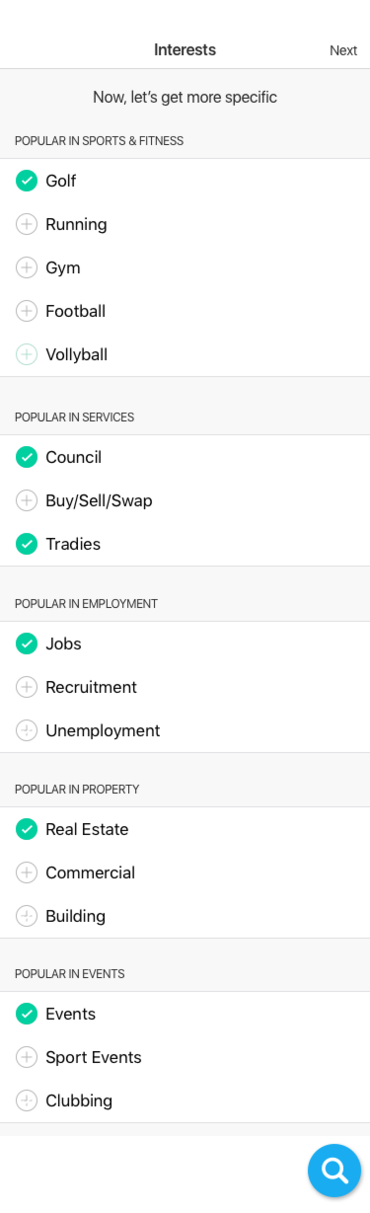 Interests
Next
Now, let's get more specific
POPULAR IN SPORTS & FITNESS
Golf
Running
Gym
Football
Vollyball
POPULAR IN SERVICES
Council
Buy/Sell/Swap
Tradies
POPULAR IN EMPLOYMENT
Jobs
Recruitment
Unemployment
POPULAR IN PROPERTY
Real Estate
Commercial
Building
POPULAR IN EVENTS
Events
Sport Events
Clubbing